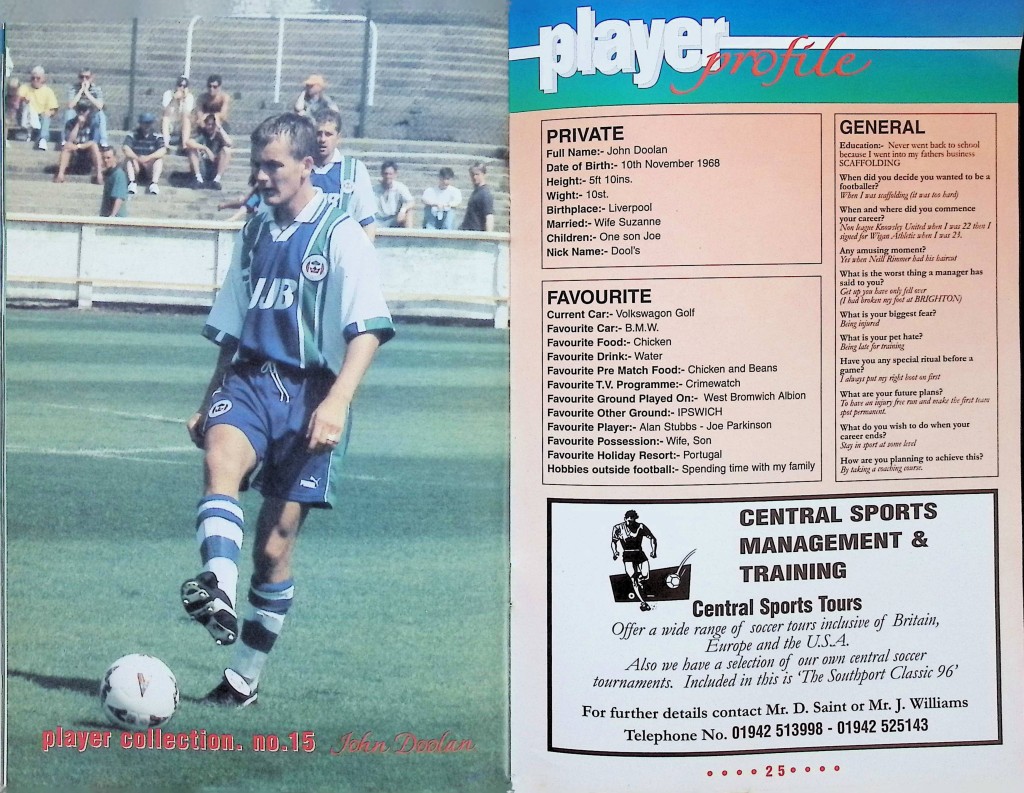 JJB
player collection. no.15 John Doolan
player profile
PRIVATE
Full Name:- John Doolan
Date of Birth:- 10th November 1968
Height:- 5ft 10ins.
Wight:- 10st.
Birthplace:- Liverpool
Married:- Wife Suzanne
Children:- One son Joe
Nick Name:- Dool's
FAVOURITE
Current Car:- Volkswagon Golf
Favourite Car:- B.M.W.
Favourite Food:- Chicken
Favourite Drink:- Water
Favourite Pre Match Food:- Chicken and Beans
Favourite T.V. Programme:- Crimewatch
Favourite Ground Played On:- West Bromwich Albion
Favourite Other Ground:- IPSWICH
Favourite Player:- Alan Stubbs - Joe Parkinson
Favourite Possession:- Wife, Son
Favourite Holiday Resort:- Portugal
Hobbies outside football:- Spending time with my family
GENERAL
Education:- Never went back to school
because I went into my fathers business
SCAFFOLDING
When did you decide you wanted to be a
footballer?
When I was scaffolding (it was too hard)
When and where did you commence
your career?
Non league Knowsley United when I was 22 then I
signed for Wigan Athletic when I was 23.
Any amusing moment?
Yes when Neill Rimmer had his haircut
What is the worst thing a manager has
said to you?
Get up you have only fell over
(I had broken my foot at BRIGHTON)
What is your biggest fear?
Being injured
What is your pet hate?
Being late for training
Have you any special ritual before a
game?
I always put my right boot on first
What are your future plans?
To have an injury free run and make the first team
spot permanent.
What do you wish to do when your
career ends?
Stay in sport at some level
How are you planning to achieve this?
By taking a coaching course.
CENTRAL SPORTS
MANAGEMENT &
TRAINING
Central Sports Tours
Offer a wide range of soccer tours inclusive of Britain,
Europe and the U.S.A.
Also we have a selection of our own central soccer
tournaments. Included in this is 'The Southport Classic 96'
For further details contact Mr. D. Saint or Mr. J. Williams
Telephone No. 01942 513998 - 01942 525143
• • • • 25 • • • •